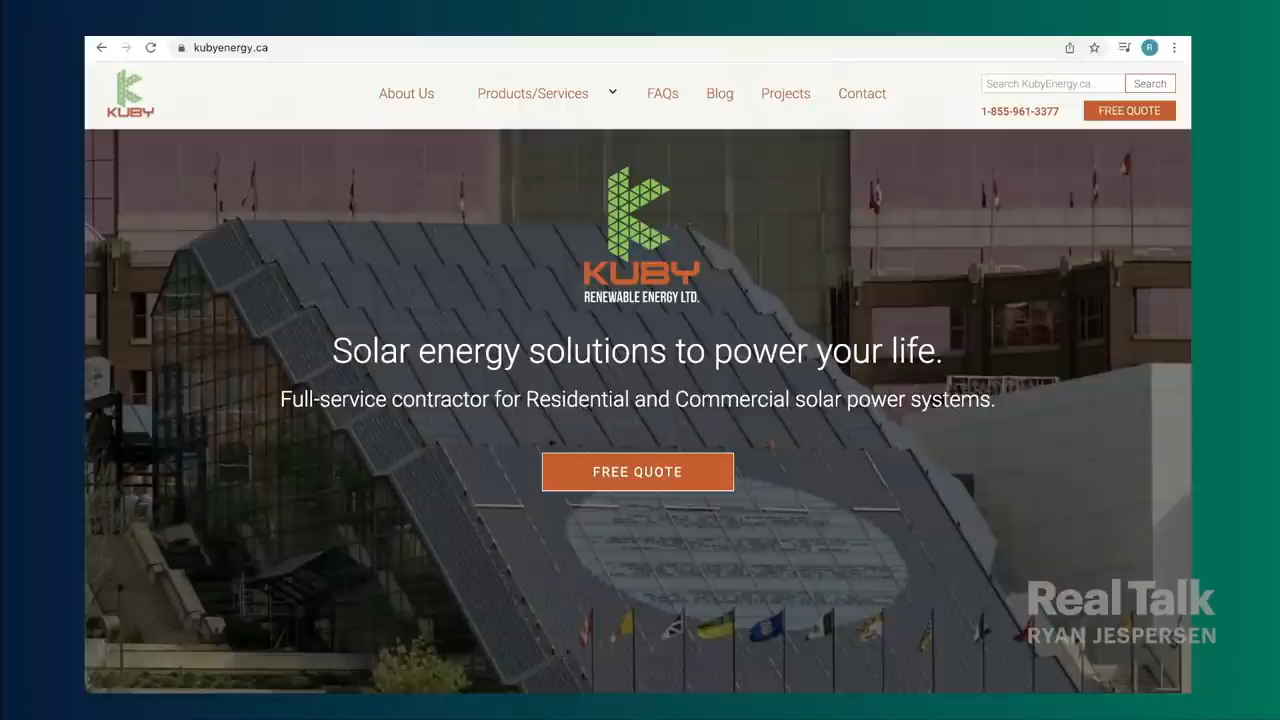 kubyenergy.ca
R
KUBY
About Us
Products/Services
FAQs
Blog
Projects
Contact
Search KubyEnergy.ca..
Search
1-855-961-3377
FREE QUOTE
KUBY
RENEWABLE ENERGY LTD.
Solar energy solutions to power your life.
Full-service contractor for Residential and Commercial solar power systems.
FREE QUOTE
Real Talk
RYAN JESPERSEN